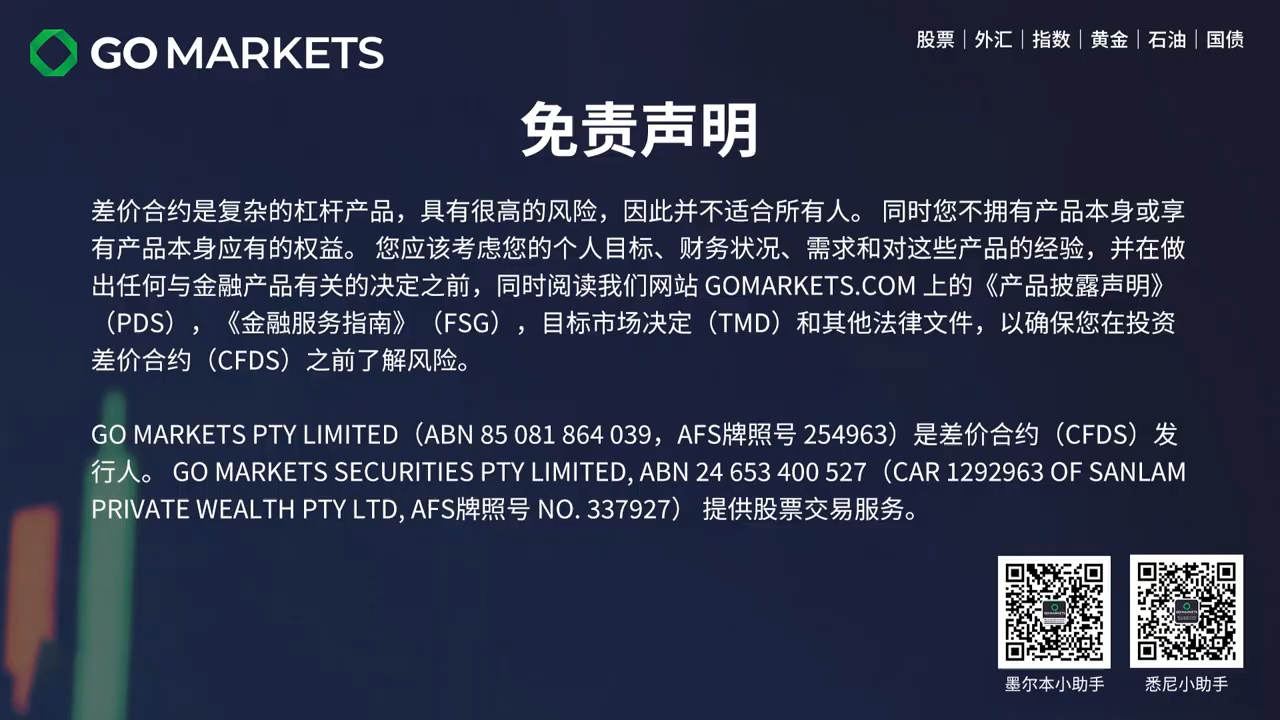 GO MARKETS
股票｜外汇｜指数｜黄金｜石油｜国债
免责声明
差价合约是复杂的杠杆产品，具有很高的风险，因此并不适合所有人。 同时您不拥有产品本身或享
有产品本身应有的权益。 您应该考虑您的个人目标、财务状况、需求和对这些产品的经验，并在做
出任何与金融产品有关的决定之前，同时阅读我们网站 GOMARKETS.COM 上的《产品披露声明》
（PDS），《金融服务指南》（FSG），目标市场决定（TMD）和其他法律文件，以确保您在投资
差价合约（CFDS）之前了解风险。
GO MARKETS PTY LIMITED（ABN 85 081 864 039，AFS牌照号 254963）是差价合约（CFDS）发
行人。 GO MARKETS SECURITIES PTY LIMITED, ABN 24 653 400 527（CAR 1292963 OF SANLAM
PRIVATE WEALTH PTY LTD, AFS牌照号 NO. 337927） 提供股票交易服务。
墨尔本小助手
悉尼小助手